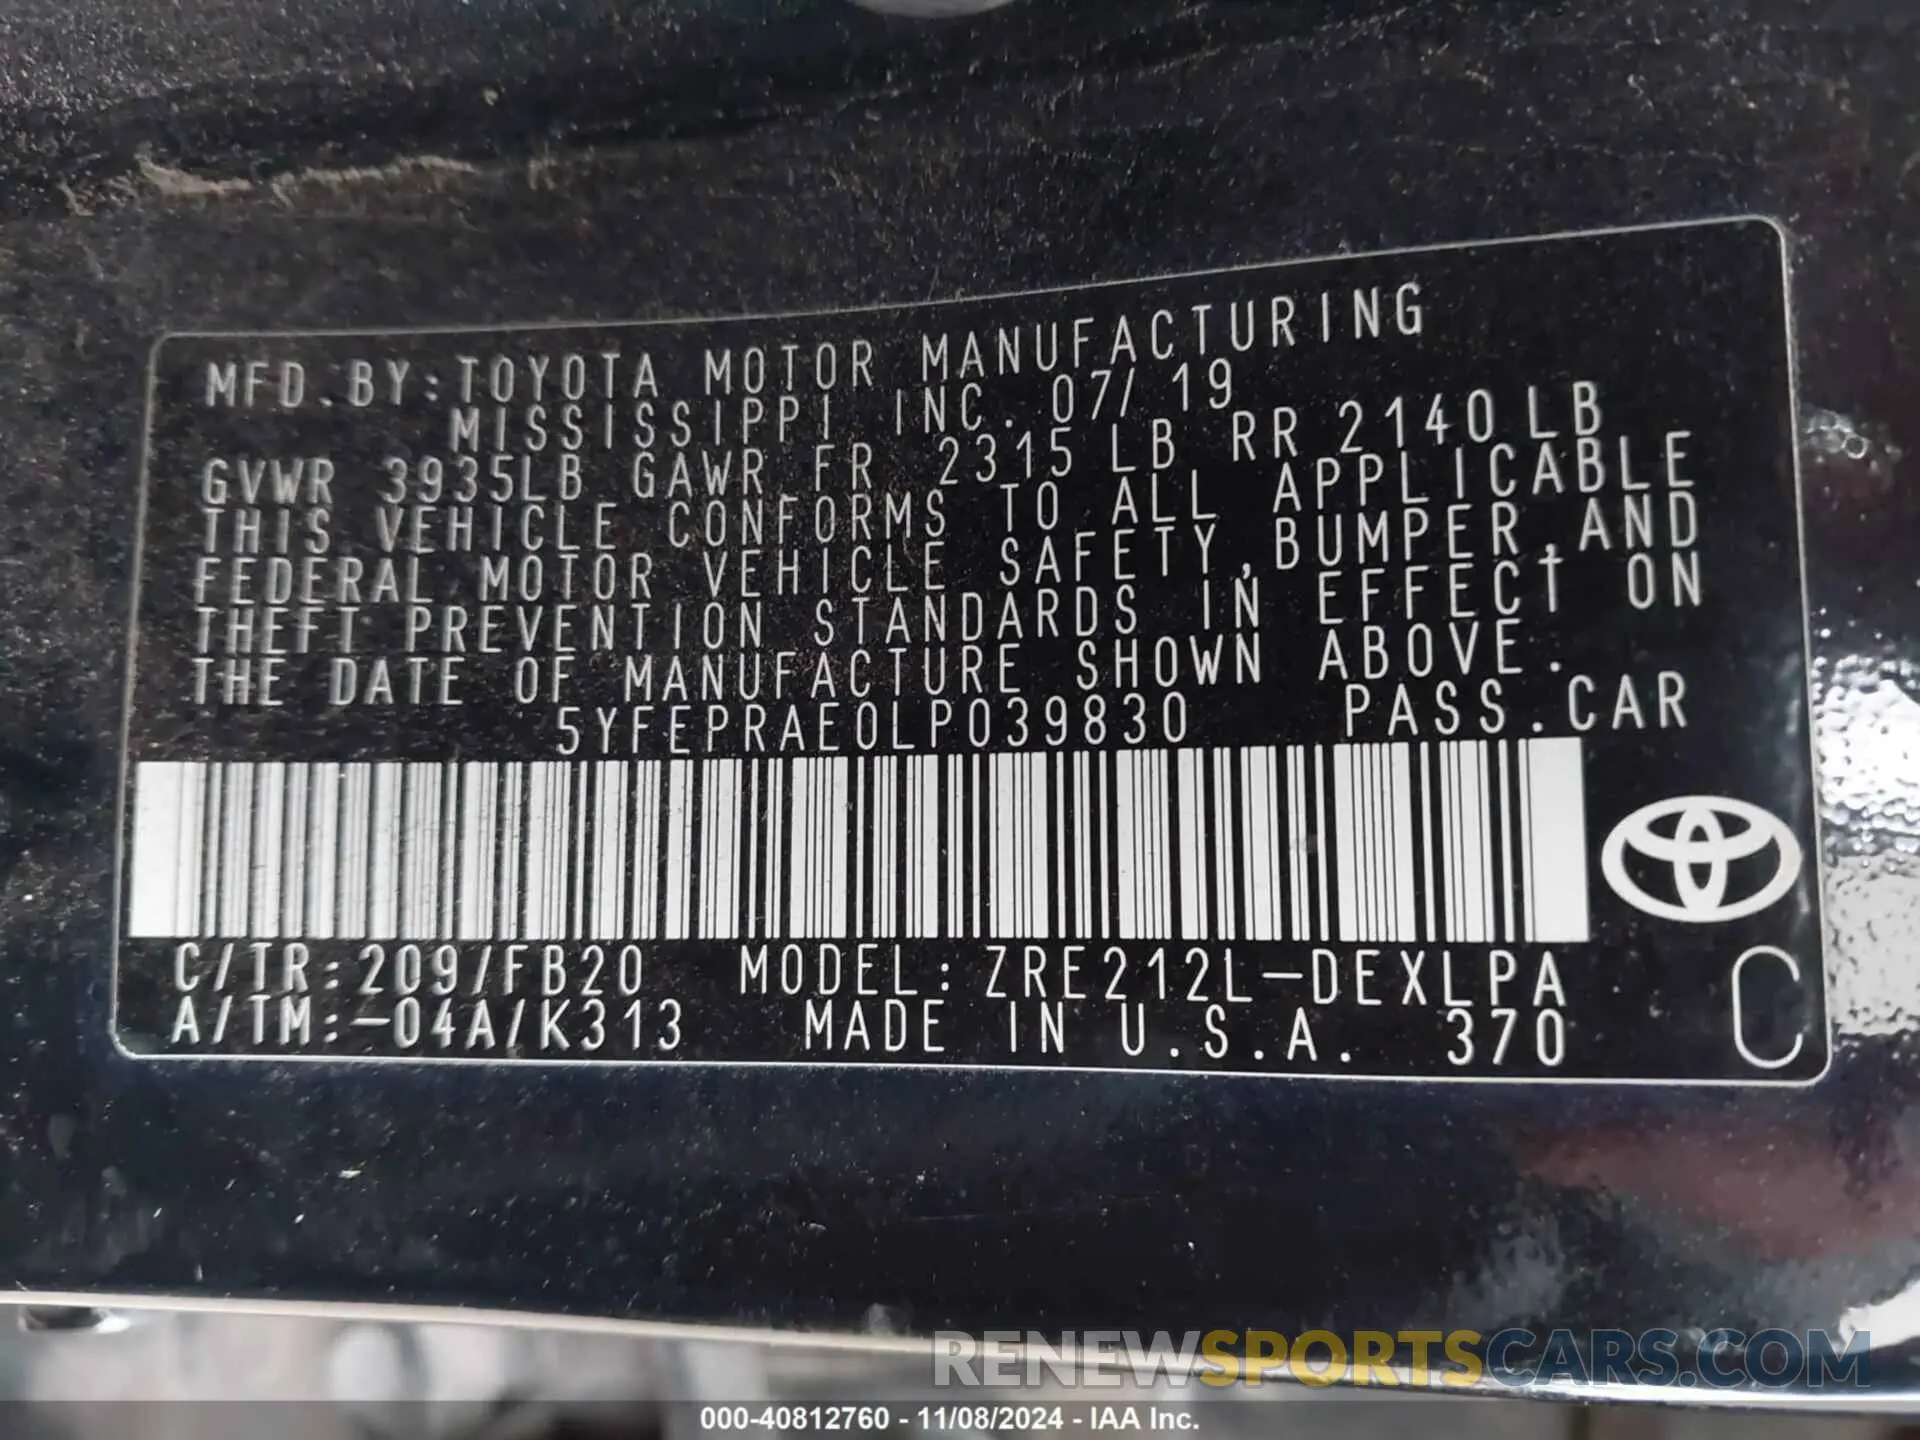 MFD.BY:TOYOTA MOTOR MANUFACTURING
MISSISSIPPI INC. 07/19
GVWR 3935LB GAWR FR 2315 LB RR 2140 LB
THIS VEHICLE CONFORMS TO ALL APPLICABLE
FEDERAL MOTOR VEHICLE SAFETY,BUMPER,AND
THEFT PREVENTION STANDARDS IN EFFECT ON
THE DATE OF MANUFACTURE SHOWN ABOVE.
5YFEPRAE0LP039830 PASS.CAR
C/TR:209/FB20 MODEL: ZRE212L-DEXLPA
A/TM:-04A/K313 MADE IN U.S.A. 370 C
RENEWSPORTSCARS.COM
000-40812760 - 11/08/2024 - IAA Inc.